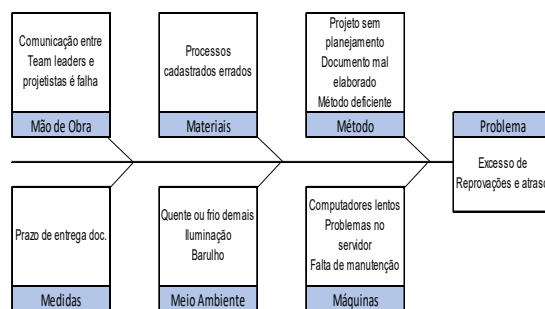 Comunicação entre
Team leaders e
projetistas é falha
Mão de Obra
Processos
cadastrados errados
Materiais
Projeto sem
planejamento
Documento mal
elaborado
Método deficiente
Método
Problema
Excesso de
Reprovações e atraso
Prazo de entrega doc.
Medidas
Quente ou frio demais
Iluminação
Barulho
Meio Ambiente
Computadores lentos
Problemas no
servidor
Falta de manutenção
Máquinas